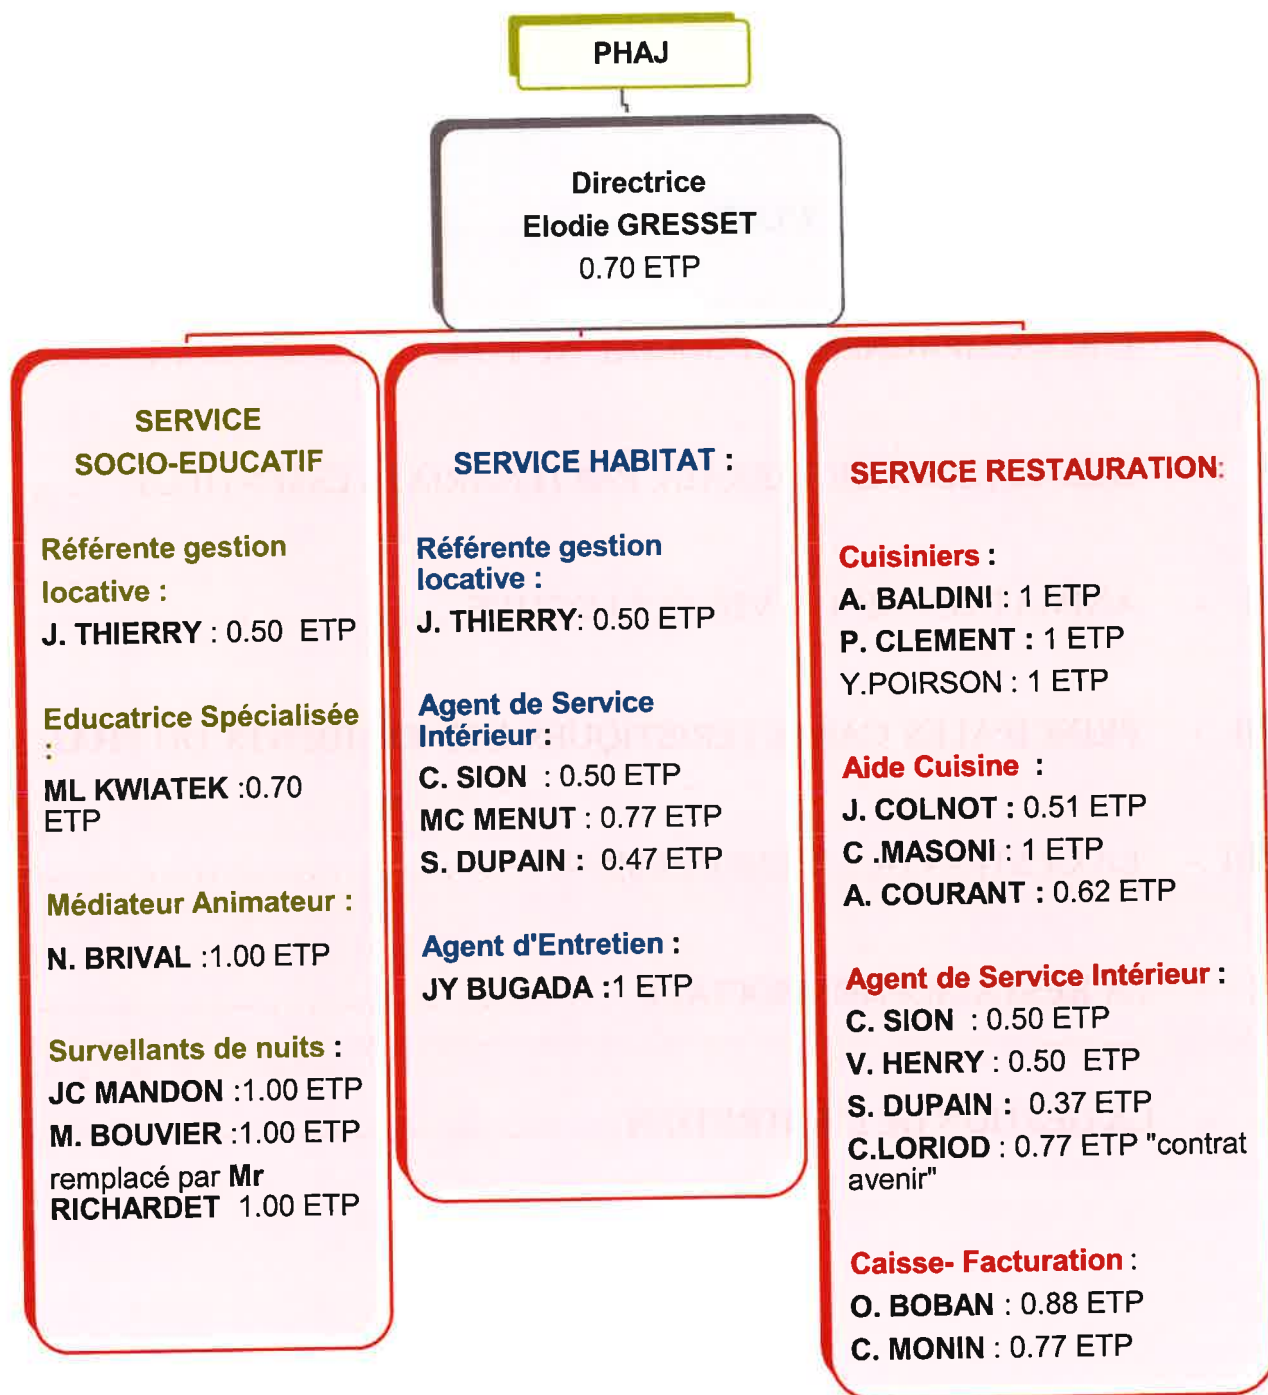 PHAJ
Directrice
Elodie GRESSET
0.70 ETP
SERVICE
SOCIO-EDUCATIF
Référente gestion
locative :
J. THIERRY : 0.50 ETP
Educatrice Spécialisée
:
ML KWIATEK :0.70
ETP
Médiateur Animateur :
N. BRIVAL :1.00 ETP
Survellants de nuits :
JC MANDON :1.00 ETP
M. BOUVIER :1.00 ETP
remplacé par Mr
RICHARDET 1.00 ETP
SERVICE HABITAT :
Référente gestion
locative :
J. THIERRY: 0.50 ETP
Agent de Service
Intérieur :
C. SION : 0.50 ETP
MC MENUT : 0.77 ETP
S. DUPAIN : 0.47 ETP
Agent d'Entretien :
JY BUGADA :1 ETP
SERVICE RESTAURATION:
Cuisiniers :
A. BALDINI : 1 ETP
P. CLEMENT : 1 ETP
Y.POIRSON : 1 ETP
Aide Cuisine :
J. COLNOT : 0.51 ETP
C .MASONI : 1 ETP
A. COURANT : 0.62 ETP
Agent de Service Intérieur :
C. SION : 0.50 ETP
V. HENRY : 0.50 ETP
S. DUPAIN : 0.37 ETP
C.LORIOD : 0.77 ETP "contrat
avenir"
Caisse- Facturation :
O. BOBAN : 0.88 ETP
C. MONIN : 0.77 ETP